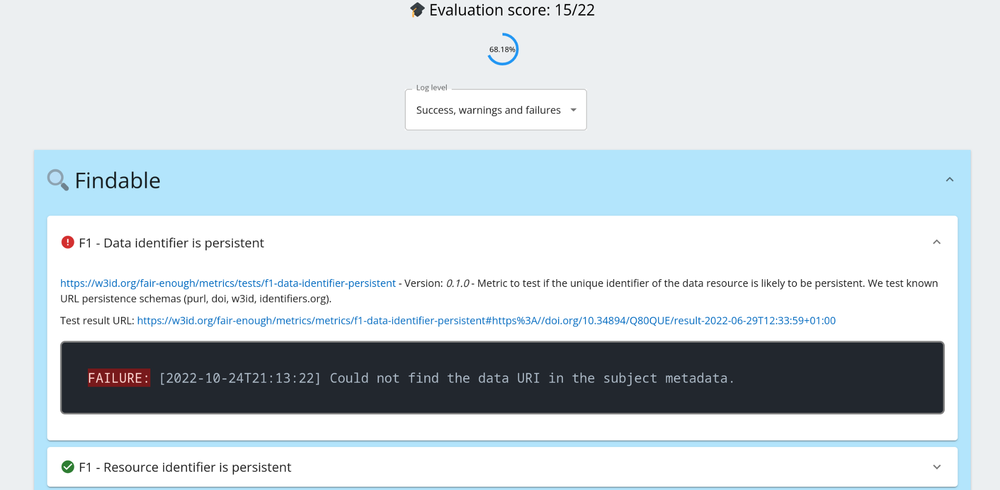 Evaluation score: 15/22
68.18%
Log level
Success, warnings and failures
Findable
F1 - Data identifier is persistent
https://w3id.org/fair-enough/metrics/tests/f1-data-identifier-persistent - Version: 0.1.0 - Metric to test if the unique identifier of the data resource is likely to be persistent. We test known
URL persistence schemas (purl, doi, w3id, identifiers.org).
Test result URL: https://w3id.org/fair-enough/metrics/metrics/f1-data-identifier-persistent#https%3A//doi.org/10.34894/Q80QUE/result-2022-06-29T12:33:59+01:00
FAILURE: [2022-10-24T21:13:22] Could not find the data URI in the subject metadata.
F1 - Resource identifier is persistent